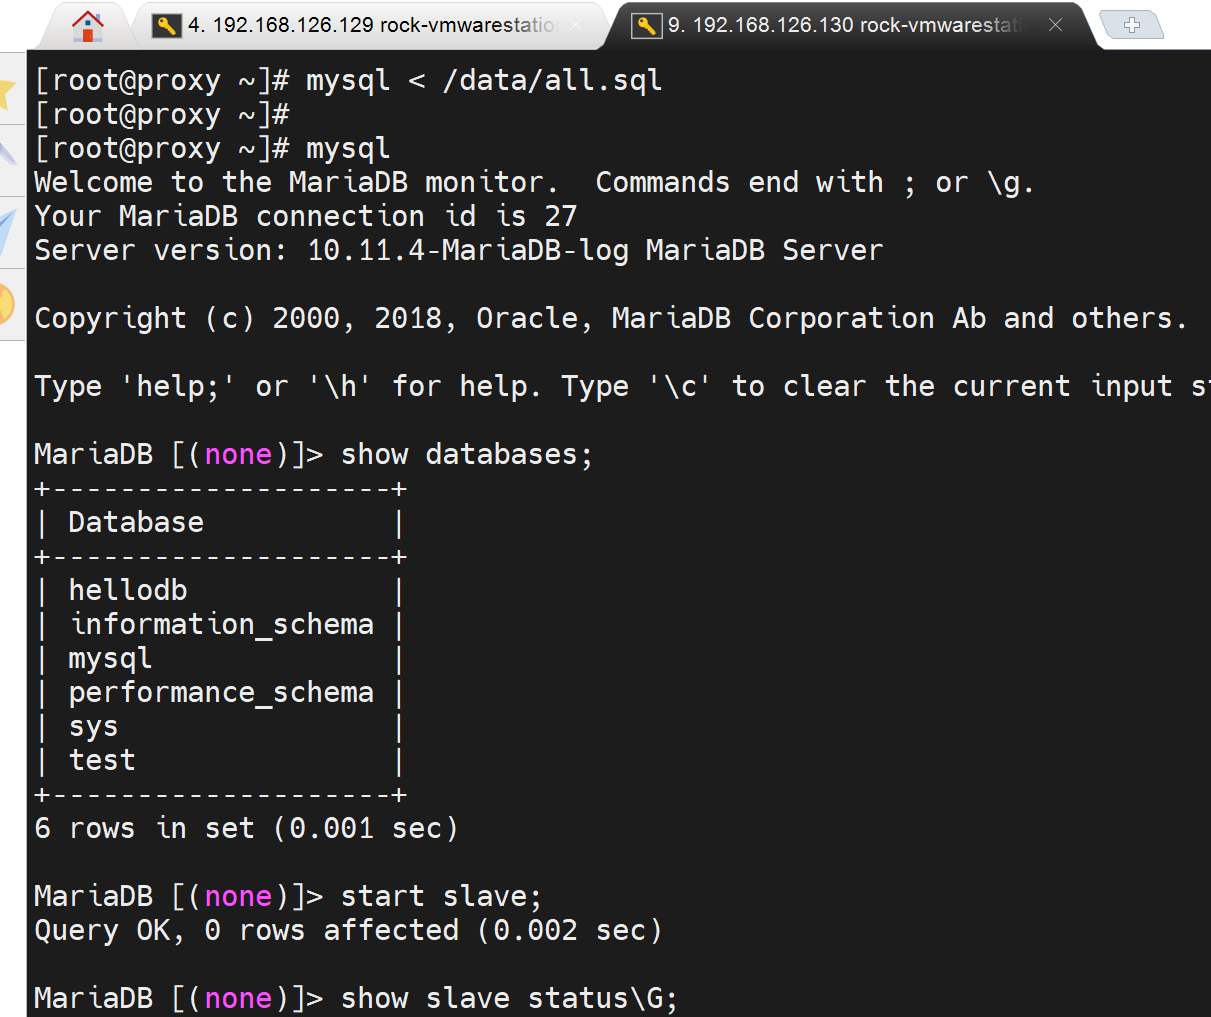 4. 192.168.126.129 rock-vmwarestation
9. 192.168.126.130 rock-vmwarestat
[root@proxy ~]# mysql < /data/all.sql
[root@proxy ~]#
[root@proxy ~]# mysql
Welcome to the MariaDB monitor.  Commands end with ; or \g.
Your MariaDB connection id is 27
Server version: 10.11.4-MariaDB-log MariaDB Server
Copyright (c) 2000, 2018, Oracle, MariaDB Corporation Ab and others.
Type 'help;' or '\h' for help. Type '\c' to clear the current input s
MariaDB [(none)]> show databases;
+--------------------+
| Database           |
+--------------------+
| hellodb            |
| information_schema |
| mysql              |
| performance_schema |
| sys                |
| test               |
+--------------------+
6 rows in set (0.001 sec)
MariaDB [(none)]> start slave;
Query OK, 0 rows affected (0.002 sec)
MariaDB [(none)]> show slave status\G;